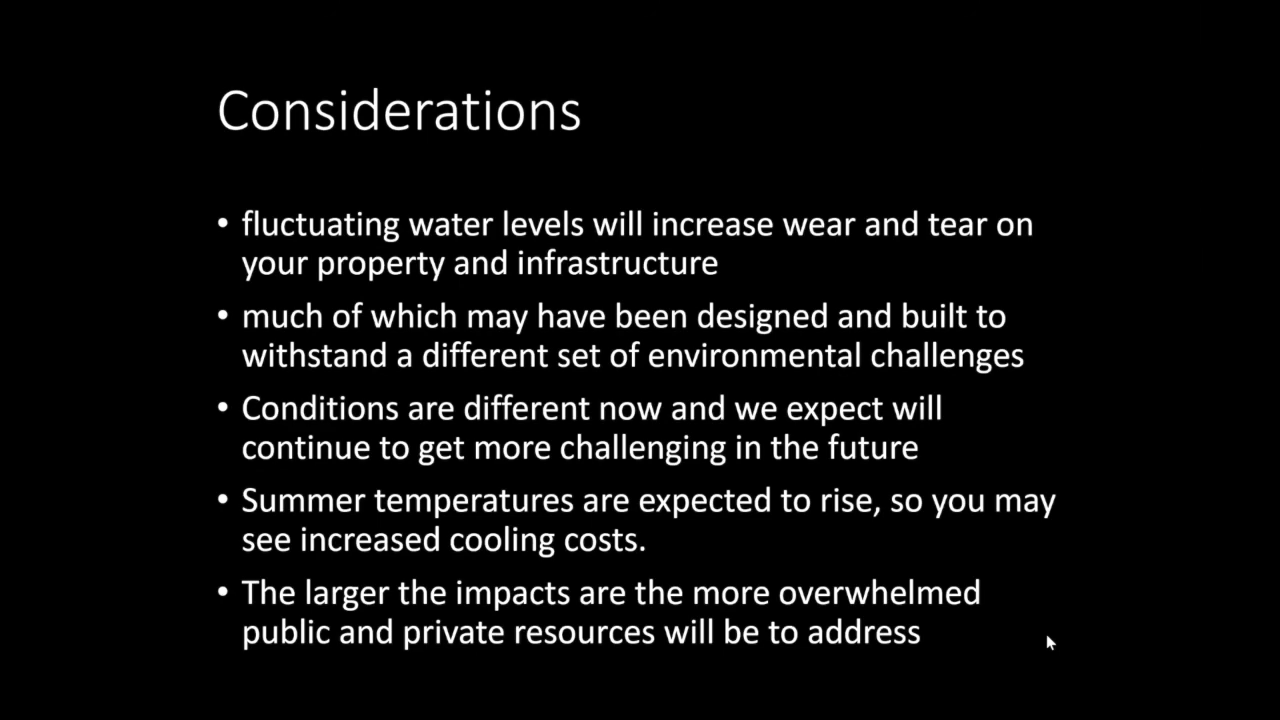 Considerations
• fluctuating water levels will increase wear and tear on
your property and infrastructure
• much of which may have been designed and built to
withstand a different set of environmental challenges
• Conditions are different now and we expect will
continue to get more challenging in the future
• Summer temperatures are expected to rise, so you may
see increased cooling costs.
• The larger the impacts are the more overwhelmed
public and private resources will be to address